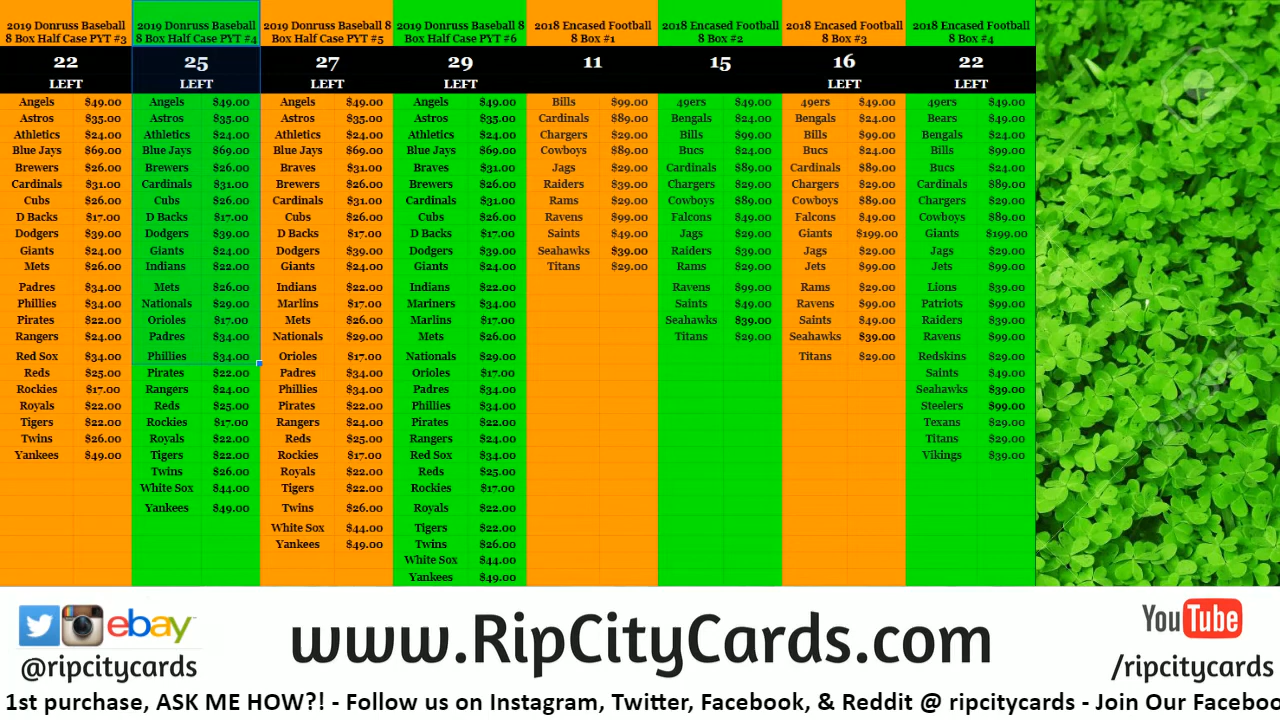 2019 Donruss Baseball 8 Box Half Case PYT #3
22
LEFT
Angels $49.00
Astros $35.00
Athletics $24.00
Blue Jays $69.00
Brewers $26.00
Cardinals $31.00
Cubs $26.00
D Backs $17.00
Dodgers $39.00
Giants $24.00
Mets $26.00
Padres $34.00
Phillies $34.00
Pirates $22.00
Rangers $24.00
Red Sox $34.00
Reds $25.00
Rockies $17.00
Royals $22.00
Tigers $22.00
Twins $26.00
Yankees $49.00
2019 Donruss Baseball 8 Box Half Case PYT #4
25
LEFT
Angels $49.00
Astros $35.00
Athletics $24.00
Blue Jays $69.00
Brewers $26.00
Cardinals $31.00
Cubs $26.00
D Backs $17.00
Dodgers $39.00
Giants $24.00
Indians $22.00
Mets $26.00
Nationals $29.00
Orioles $17.00
Padres $34.00
Phillies $34.00
Pirates $22.00
Rangers $24.00
Reds $25.00
Rockies $17.00
Royals $22.00
Tigers $22.00
Twins $26.00
White Sox $44.00
Yankees $49.00
2019 Donruss Baseball 8 Box Half Case PYT #5
27
LEFT
Angels $49.00
Astros $35.00
Athletics $24.00
Blue Jays $69.00
Braves $31.00
Brewers $26.00
Cardinals $31.00
Cubs $26.00
D Backs $17.00
Dodgers $39.00
Giants $24.00
Indians $22.00
Marlins $17.00
Mets $26.00
Nationals $29.00
Orioles $17.00
Padres $34.00
Phillies $34.00
Pirates $22.00
Rangers $24.00
Reds $25.00
Rockies $17.00
Royals $22.00
Tigers $22.00
Twins $26.00
White Sox $44.00
Yankees $49.00
2019 Donruss Baseball 8 Box Half Case PYT #6
29
LEFT
Angels $49.00
Astros $35.00
Athletics $24.00
Blue Jays $69.00
Braves $31.00
Brewers $26.00
Cardinals $31.00
Cubs $26.00
D Backs $17.00
Dodgers $39.00
Giants $24.00
Indians $22.00
Mariners $34.00
Marlins $17.00
Mets $26.00
Nationals $29.00
Orioles $17.00
Padres $34.00
Phillies $34.00
Pirates $22.00
Rangers $24.00
Red Sox $34.00
Reds $25.00
Rockies $17.00
Royals $22.00
Tigers $22.00
Twins $26.00
White Sox $44.00
Yankees $49.00
2018 Encased Football 8 Box #1
11
Bills $99.00
Cardinals $89.00
Chargers $29.00
Cowboys $89.00
Jags $29.00
Raiders $39.00
Rams $29.00
Ravens $99.00
Saints $49.00
Seahawks $39.00
Titans $29.00
2018 Encased Football 8 Box #2
15
49ers $49.00
Bengals $24.00
Bills $99.00
Bucs $24.00
Cardinals $89.00
Chargers $29.00
Cowboys $89.00
Falcons $49.00
Jags $29.00
Raiders $39.00
Rams $29.00
Ravens $99.00
Saints $49.00
Seahawks $39.00
Titans $29.00
2018 Encased Football 8 Box #3
16
LEFT
49ers $49.00
Bengals $24.00
Bills $99.00
Bucs $24.00
Cardinals $89.00
Chargers $29.00
Cowboys $89.00
Falcons $49.00
Giants $199.00
Jags $29.00
Jets $99.00
Rams $29.00
Ravens $99.00
Saints $49.00
Seahawks $39.00
Titans $29.00
2018 Encased Football 8 Box #4
22
LEFT
49ers $49.00
Bears $49.00
Bengals $24.00
Bills $99.00
Bucs $24.00
Cardinals $89.00
Chargers $29.00
Cowboys $89.00
Giants $199.00
Jags $29.00
Jets $99.00
Lions $39.00
Patriots $99.00
Raiders $39.00
Ravens $99.00
Redskins $29.00
Saints $49.00
Seahawks $39.00
Steelers $99.00
Texans $29.00
Titans $29.00
Vikings $39.00
ebay
@ripcitycards
www.RipCityCards.com
YouTube
/ripcitycards
1st purchase, ASK ME HOW?! - Follow us on Instagram, Twitter, Facebook, & Reddit @ ripcitycards - Join Our Faceboo